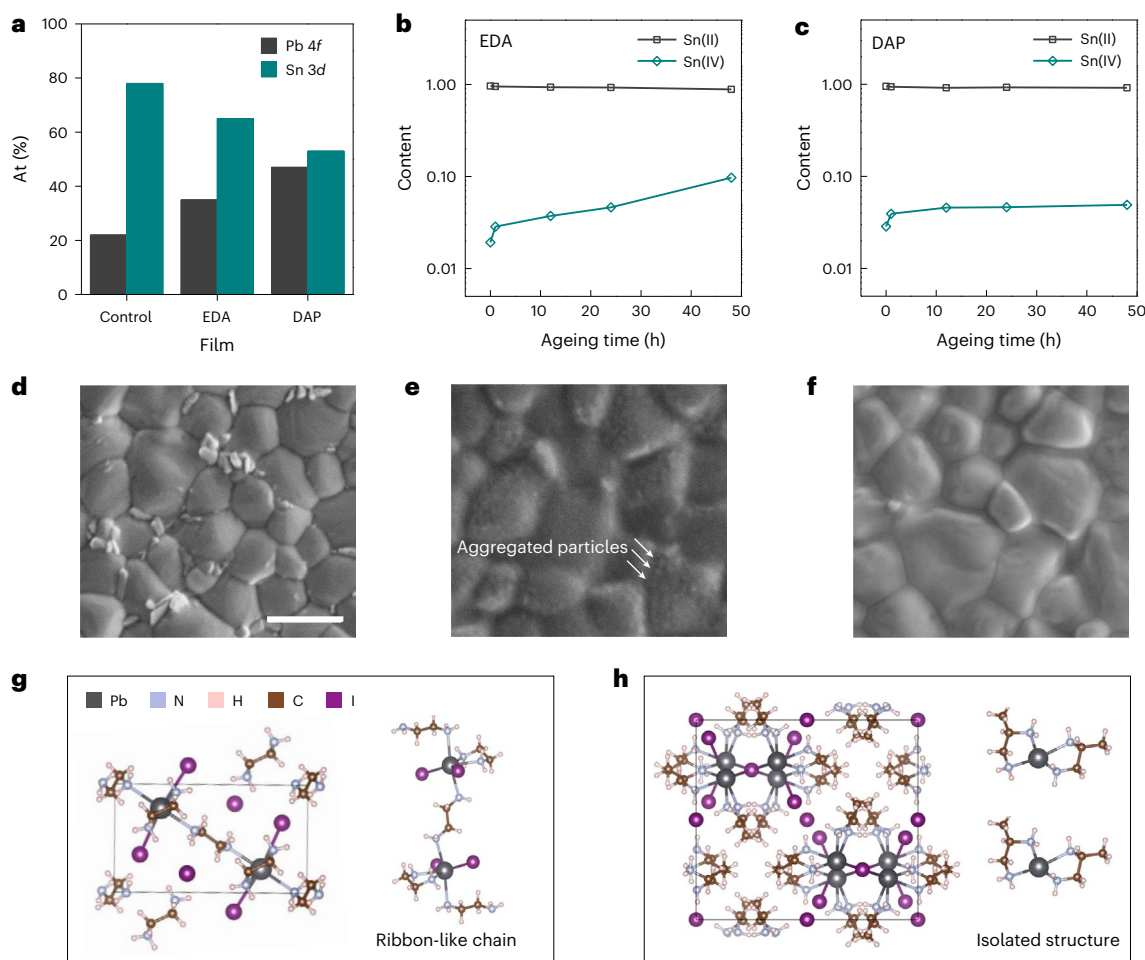 a
100
80
60
40
20
0
At (%)
Pb 4f
Sn 3d
Control
EDA
DAP
Film
b
EDA
Sn(II)
Sn(IV)
1.00
0.10
0.01
Content
0
10
20
30
40
50
Ageing time (h)
c
DAP
Sn(II)
Sn(IV)
1.00
0.10
0.01
Content
0
10
20
30
40
50
Ageing time (h)
d
e
Aggregated particles
f
g
Pb
N
H
C
I
Ribbon-like chain
h
Isolated structure